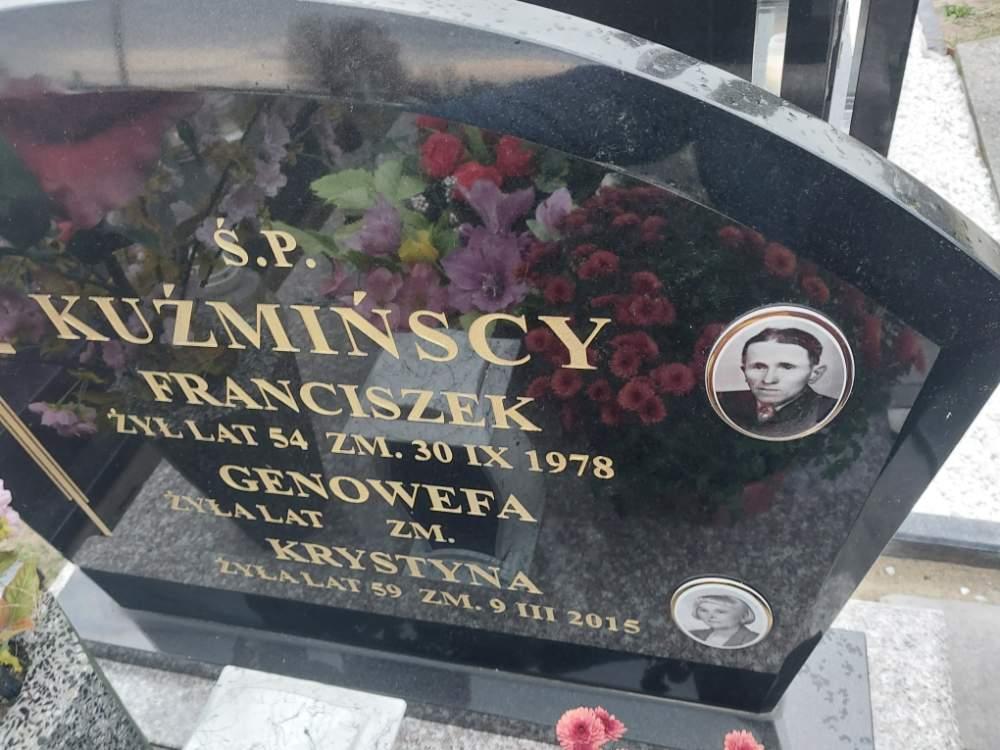 Ś.P.
KUŹMIŃSCY
FRANCISZEK
ŻYŁ LAT 54 ZM. 30 IX 1978
GENOWEFA
ŻYŁA LAT ZM.
KRYSTYNA
ŻYŁA LAT 59 ZM. 9 III 2015